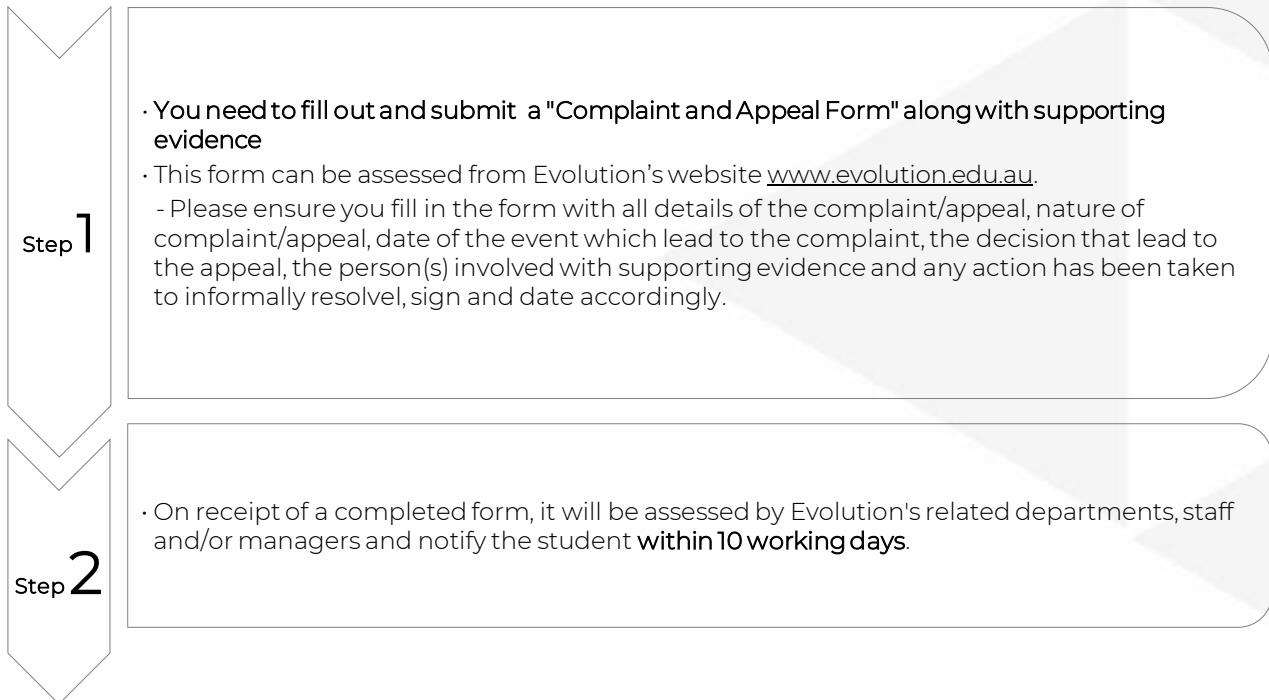 Step 1
· You need to fill out and submit a "Complaint and Appeal Form" along with supporting
evidence
· This form can be assessed from Evolution's website www.evolution.edu.au.
- Please ensure you fill in the form with all details of the complaint/appeal, nature of
complaint/appeal, date of the event which lead to the complaint, the decision that lead to
the appeal, the person(s) involved with supporting evidence and any action has been taken
to informally resolvel, sign and date accordingly.
Step 2
· On receipt of a completed form, it will be assessed by Evolution's related departments, staff
and/or managers and notify the student within 10 working days.